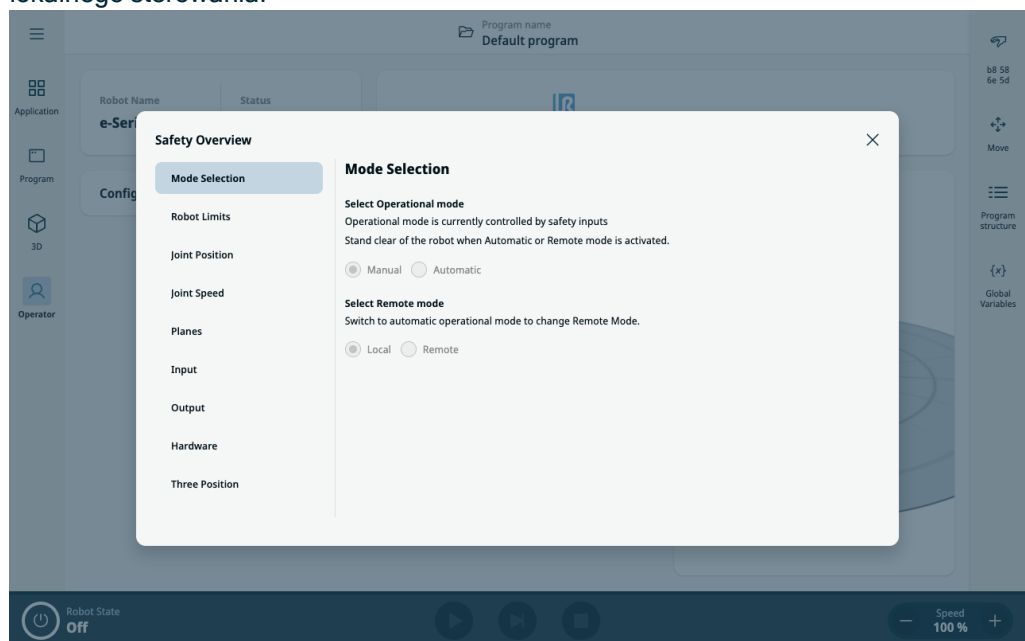 lokalnego sterowania.
Program name
Default program
b8 58
6e 5d
Application
Robot Name
Status
e-Seri
Move
Safety Overview
Mode Selection
Robot Limits
Joint Position
Joint Speed
Planes
Input
Output
Hardware
Three Position
Mode Selection
Select Operational mode
Operational mode is currently controlled by safety inputs
Stand clear of the robot when Automatic or Remote mode is activated.
Manual
Automatic
Select Remote mode
Switch to automatic operational mode to change Remote Mode.
Local
Remote
Program
Config
3D
Operator
Program
structure
{x}
Global
Variables
Robot State
Off
Speed
100 %